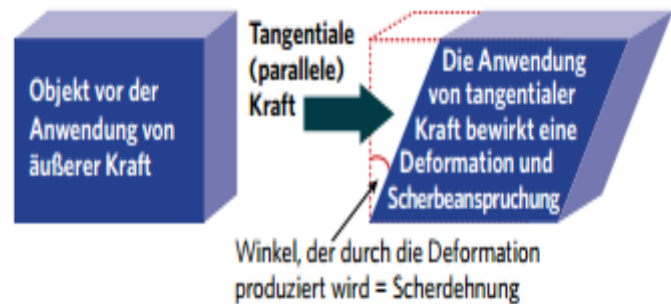 Objekt vor der
Anwendung von
äußerer Kraft
Tangentiale
(parallele)
Kraft
Die Anwendung
von tangentialer
Kraft bewirkt eine
Deformation und
Scherbeanspruchung
Winkel, der durch die Deformation
produziert wird = Scherdehnung